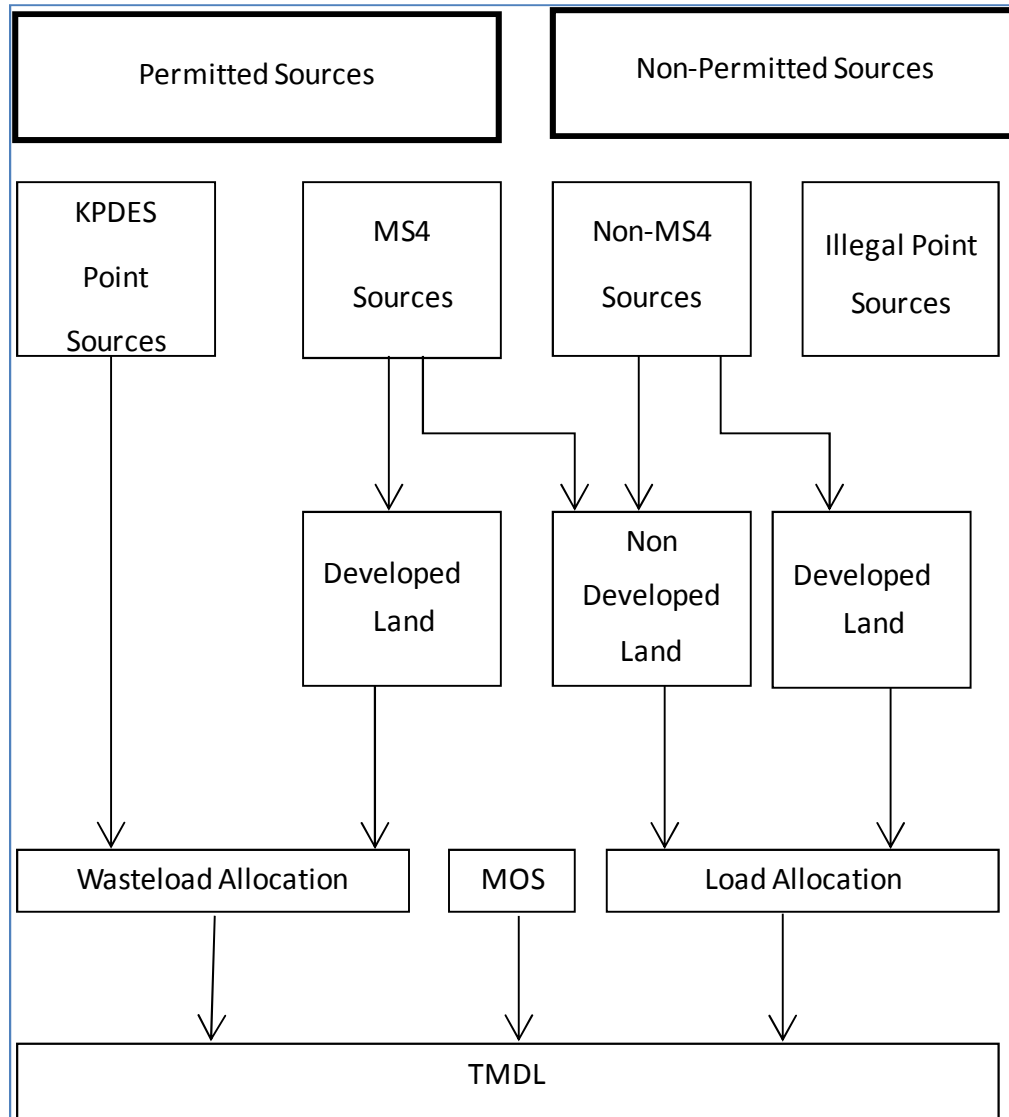 Permitted Sources
Non-Permitted Sources
KPDES
Point
Sources
MS4
Sources
Non-MS4
Sources
Illegal Point
Sources
Developed
Land
Non
Developed
Land
Developed
Land
Wasteload Allocation
MOS
Load Allocation
TMDL